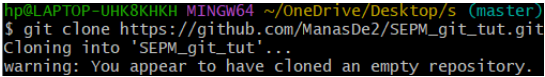 hp@LAPTOP-UHK8KHKH MINGW64 ~/OneDrive/Desktop/s (master)
$ git clone https://github.com/ManasDe2/SEPM_git_tut.git
Cloning into 'SEPM_git_tut'...
warning: You appear to have cloned an empty repository.